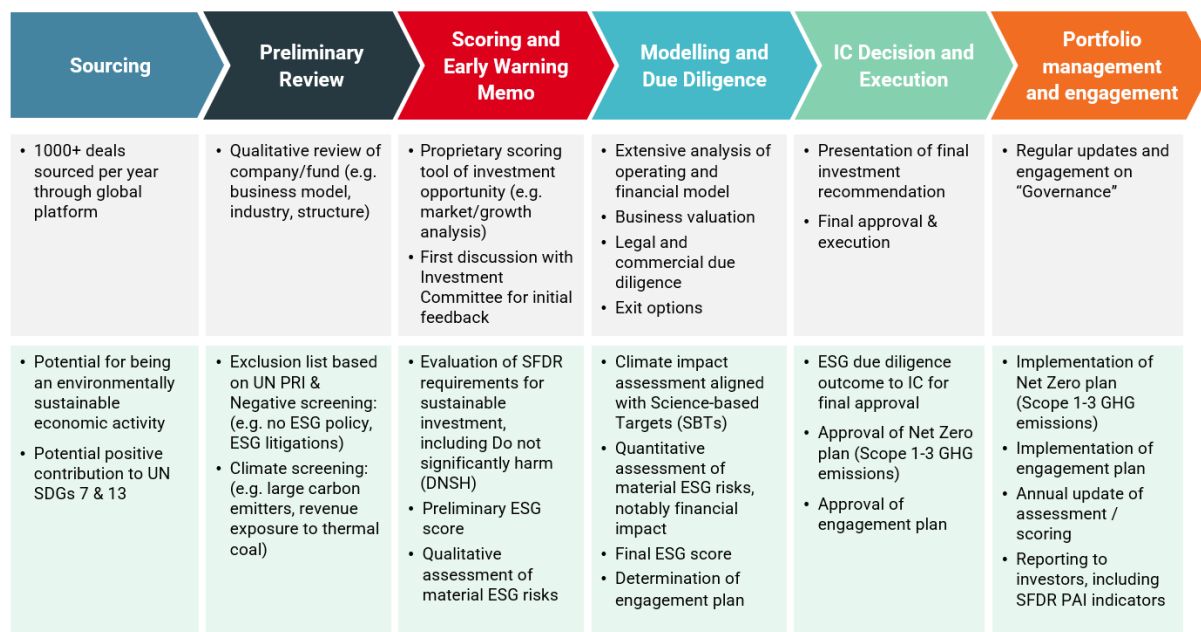 Sourcing
Preliminary
Review
Scoring and
Early Warning
Memo
Modelling and
Due Diligence
IC Decision and
Execution
Portfolio
management
and engagement
• 1000+ deals
sourced per year
through global
platform
• Qualitative review of
company/fund (e.g.
business model,
industry, structure)
• Proprietary scoring
tool of investment
opportunity (e.g.
market/growth
analysis)
• First discussion with
Investment
Committee for initial
feedback
• Extensive analysis of
operating and
financial model
• Business valuation
• Legal and
commercial due
diligence
• Exit options
• Presentation of final
investment
recommendation
• Final approval &
execution
• Regular updates and
engagement on
“Governance”
• Potential for being
an environmentally
sustainable
economic activity
• Potential positive
contribution to UN
SDGs 7 & 13
• Exclusion list based
on UN PRI &
Negative screening:
(e.g. no ESG policy,
ESG litigations)
• Climate screening:
(e.g. large carbon
emitters, revenue
exposure to thermal
coal)
• Evaluation of SFDR
requirements for
sustainable
investment,
including Do not
significantly harm
(DNSH)
• Preliminary ESG
score
• Qualitative
assessment of
material ESG risks
• Climate impact
assessment aligned
with Science-based
Targets (SBTs)
• Quantitative
assessment of
material ESG risks,
notably financial
impact
• Final ESG score
• Determination of
engagement plan
• ESG due diligence
outcome to IC for
final approval
• Approval of Net Zero
plan (Scope 1-3 GHG
emissions)
• Approval of
engagement plan
• Implementation of
Net Zero plan
(Scope 1-3 GHG
emissions)
• Implementation of
engagement plan
• Annual update of
assessment /
scoring
• Reporting to
investors, including
SFDR PAI indicators